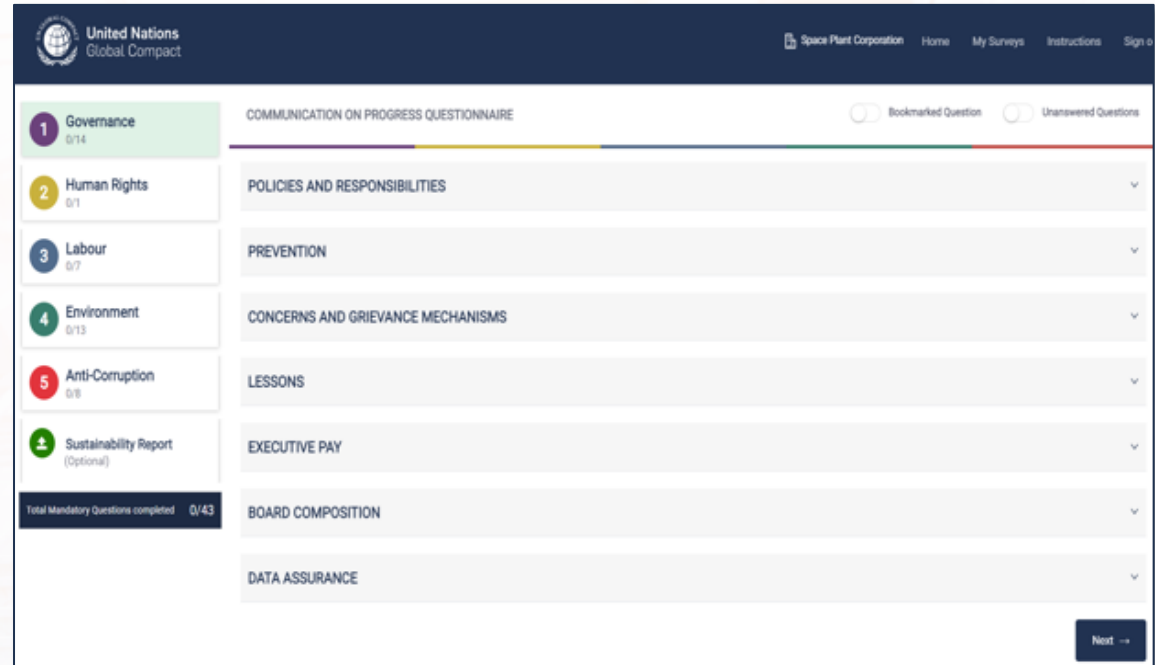 United Nations
Global Compact
Space Plant Corporation Home My Surveys Instructions Sign o
1 Governance
0/14
2 Human Rights
0/1
3 Labour
0/7
4 Environment
0/13
5 Anti-Corruption
0/8
Sustainability Report
(Optional)
Total Mandatory Questions completed 0/43
COMMUNICATION ON PROGRESS QUESTIONNAIRE Bookmarked Question Unanswered Questions
POLICIES AND RESPONSIBILITIES
PREVENTION
CONCERNS AND GRIEVANCE MECHANISMS
LESSONS
EXECUTIVE PAY
BOARD COMPOSITION
DATA ASSURANCE
Next →